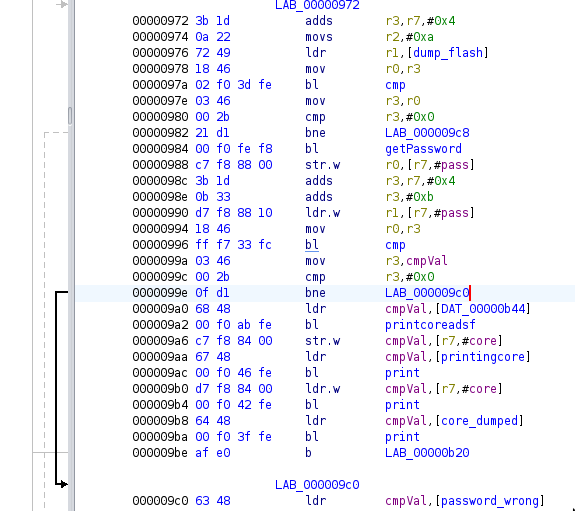 LAB_00000972
00000972 3b 1d adds r3,r7,#0x4
00000974 0a 22 movs r2,#0xa
00000976 72 49 ldr r1,[dump_flash]
00000978 18 46 mov r0,r3
0000097a 02 f0 3d fe bl cmp
0000097e 03 46 mov r3,r0
00000980 00 2b cmp r3,#0x0
00000982 21 d1 bne LAB_000009c8
00000984 00 f0 fe f8 bl getPassword
00000988 c7 f8 88 00 str.w r0,[r7,#pass]
0000098c 3b 1d adds r3,r7,#0x4
0000098e 0b 33 adds r3,#0xb
00000990 d7 f8 88 10 ldr.w r1,[r7,#pass]
00000994 18 46 mov r0,r3
00000996 ff f7 33 fc bl cmp
0000099a 03 46 mov r3,cmpVal
0000099c 00 2b cmp r3,#0x0
0000099e 0f d1 bne LAB_000009c0
000009a0 68 48 ldr cmpVal,[DAT_00000b44]
000009a2 00 f0 ab fe bl printcoreadsf
000009a6 c7 f8 84 00 str.w cmpVal,[r7,#core]
000009aa 67 48 ldr cmpVal,[printingcore]
000009ac 00 f0 46 fe bl print
000009b0 d7 f8 84 00 ldr.w cmpVal,[r7,#core]
000009b4 00 f0 42 fe bl print
000009b8 64 48 ldr cmpVal,[core_dumped]
000009ba 00 f0 3f fe bl print
000009be af e0 b LAB_00000b20
LAB_000009c0
000009c0 63 48 ldr cmpVal,[password_wrong]